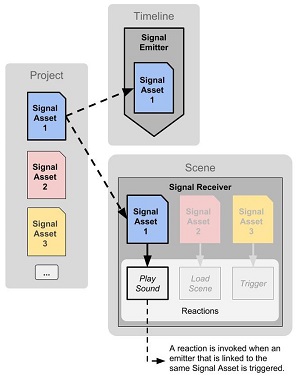 Timeline
Signal
Emitter
Signal
Asset
1
Project
Signal
Asset
1
Signal
Asset
2
Signal
Asset
3
...
Scene
Signal Receiver
Signal
Asset
1
Signal
Asset
2
Signal
Asset
3
Play
Sound
Load
Scene
Trigger
Reactions
A reaction is invoked when an
emitter that is linked to the
same Signal Asset is triggered.